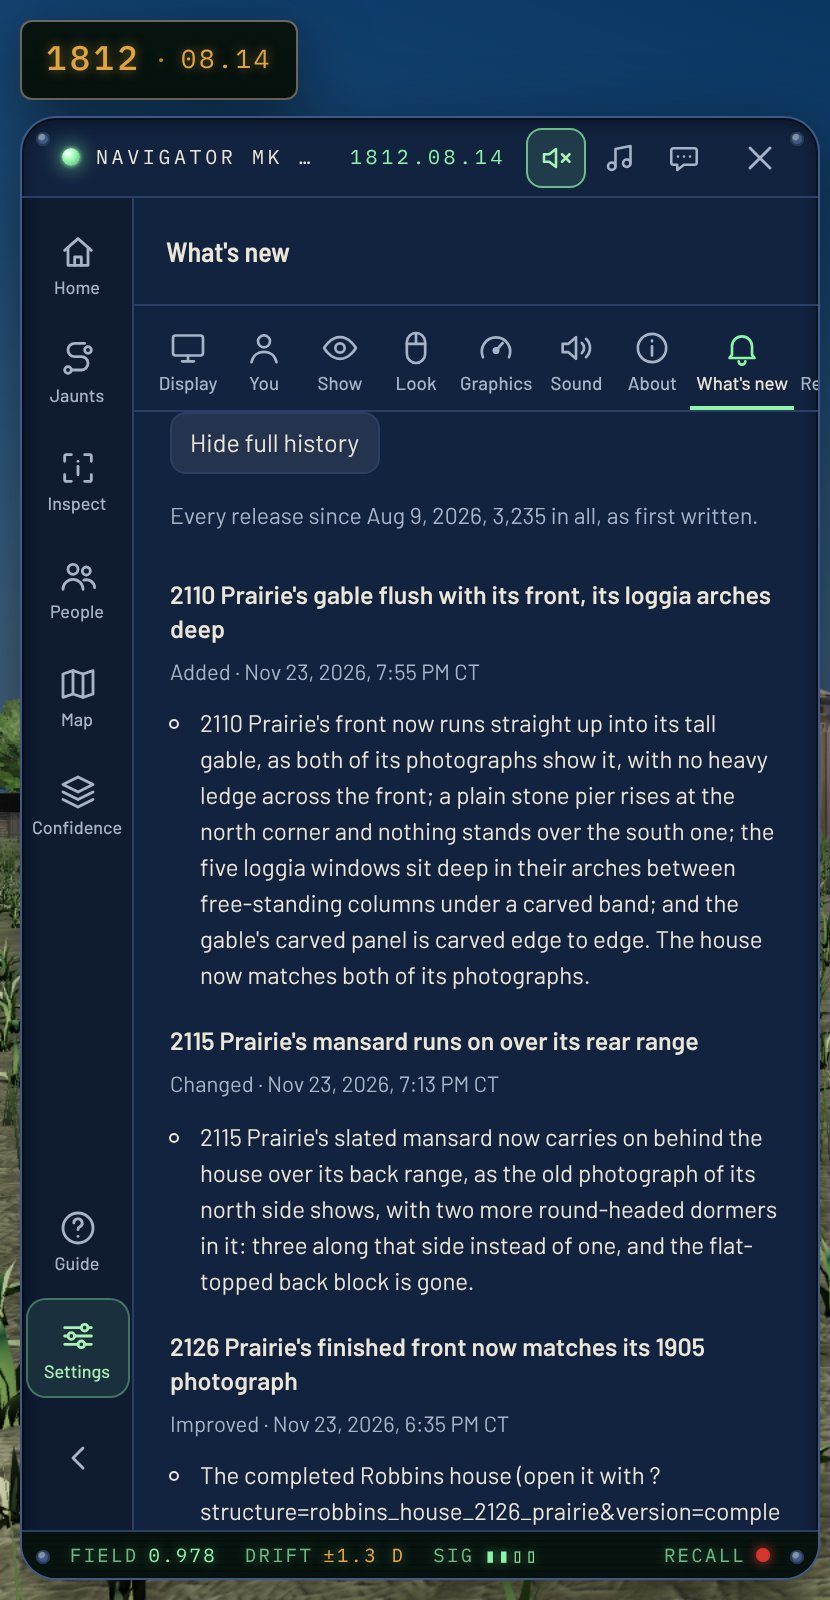 1812 · 08.14
NAVIGATOR MK … 1812.08.14
Home
Jaunts
Inspect
People
Map
Confidence
Guide
Settings
What's new
Display You Show Look Graphics Sound About What's new Re
Hide full history
Every release since Aug 9, 2026, 3,235 in all, as first written.
2110 Prairie's gable flush with its front, its loggia arches
deep
Added · Nov 23, 2026, 7:55 PM CT
2110 Prairie's front now runs straight up into its tall
gable, as both of its photographs show it, with no heavy
ledge across the front; a plain stone pier rises at the
north corner and nothing stands over the south one; the
five loggia windows sit deep in their arches between
free-standing columns under a carved band; and the
gable's carved panel is carved edge to edge. The house
now matches both of its photographs.
2115 Prairie's mansard runs on over its rear range
Changed · Nov 23, 2026, 7:13 PM CT
2115 Prairie's slated mansard now carries on behind the
house over its back range, as the old photograph of its
north side shows, with two more round-headed dormers
in it: three along that side instead of one, and the flat-
topped back block is gone.
2126 Prairie's finished front now matches its 1905
photograph
Improved · Nov 23, 2026, 6:35 PM CT
The completed Robbins house (open it with ?
structure=robbins_house_2126_prairie&version=comple
FIELD 0.978 DRIFT ±1.3 D SIG RECALL